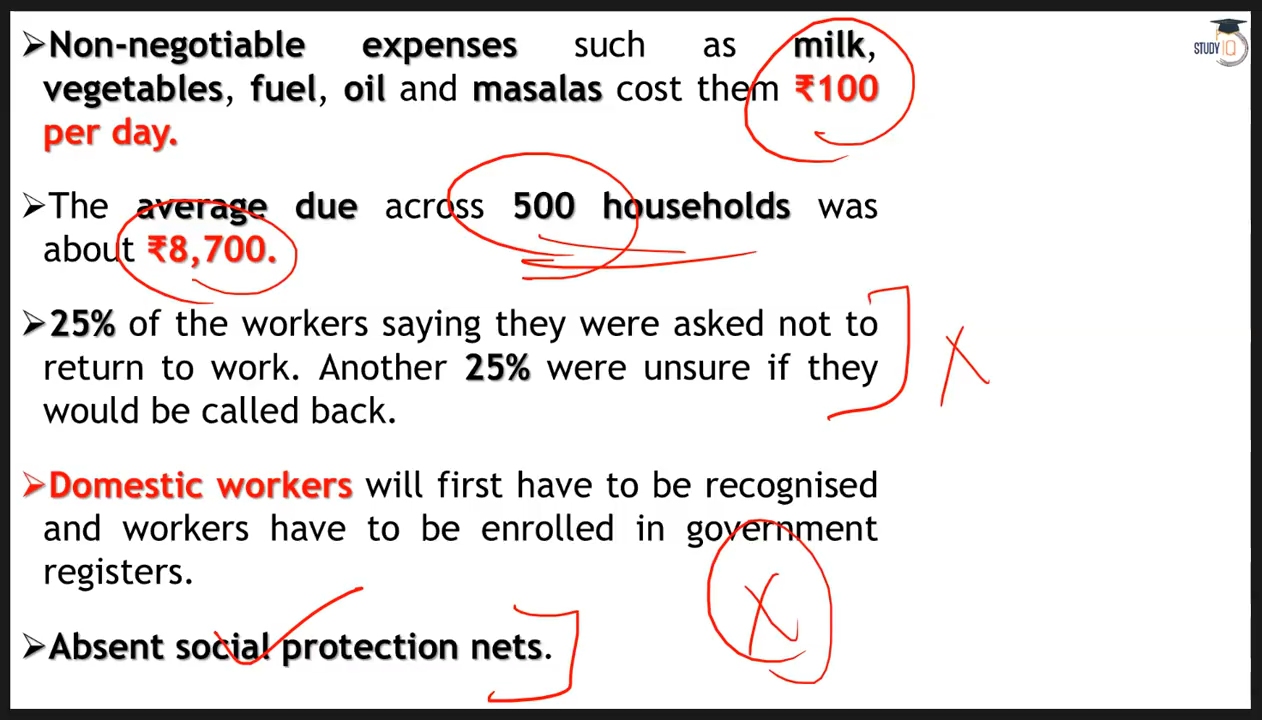 ➢Non-negotiable expenses such as milk,
vegetables, fuel, oil and masalas cost them ₹100
per day.
➢The average due across 500 households was
about ₹8,700.
➢25% of the workers saying they were asked not to
return to work. Another 25% were unsure if they
would be called back.
➢Domestic workers will first have to be recognised
and workers have to be enrolled in government
registers.
➢Absent social protection nets.
STUDY IQ